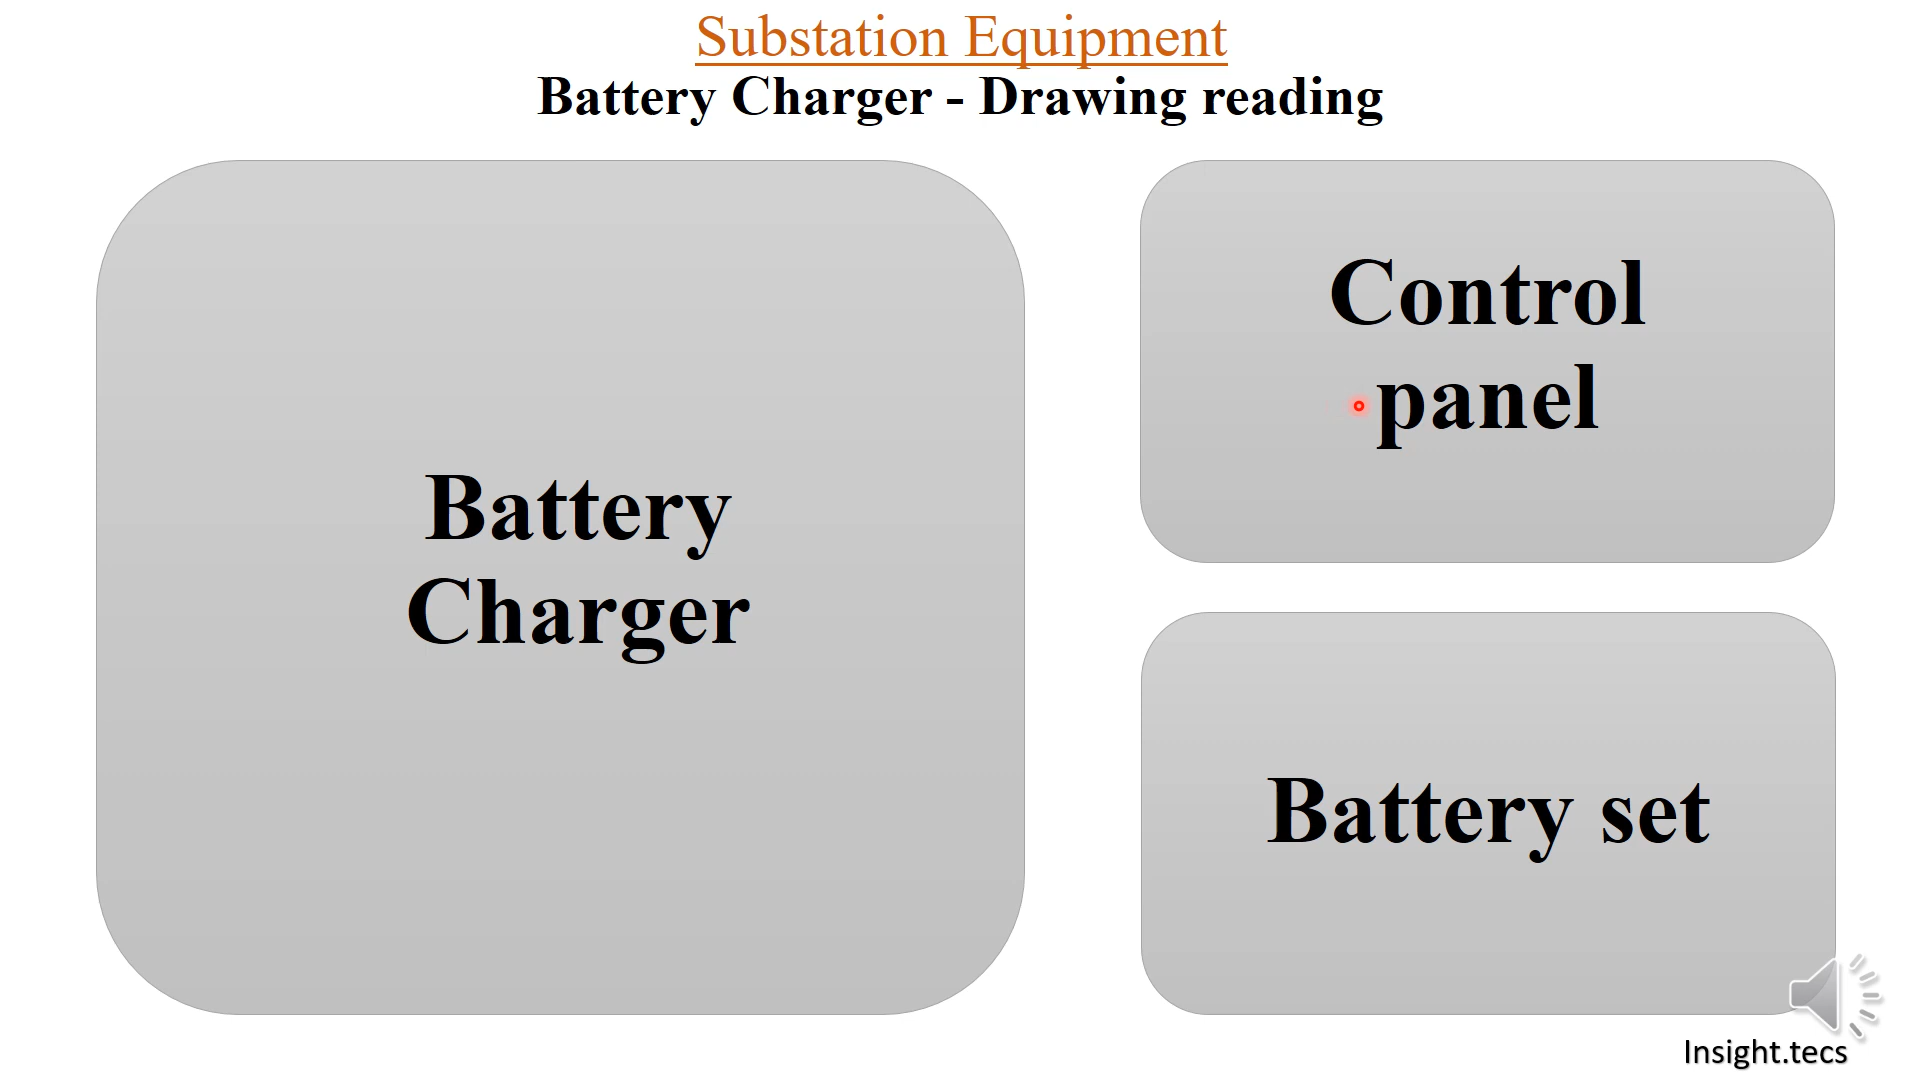 Substation Equipment
Battery Charger - Drawing reading
Battery
Charger
Control
panel
Battery set
Insight.tecs